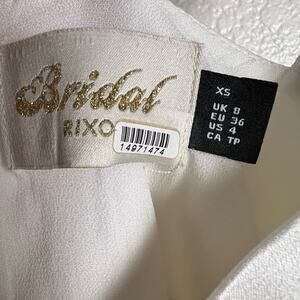 Bridal
RIXO
14971474
XS
UK 8
EU 36
US 4
CA TP